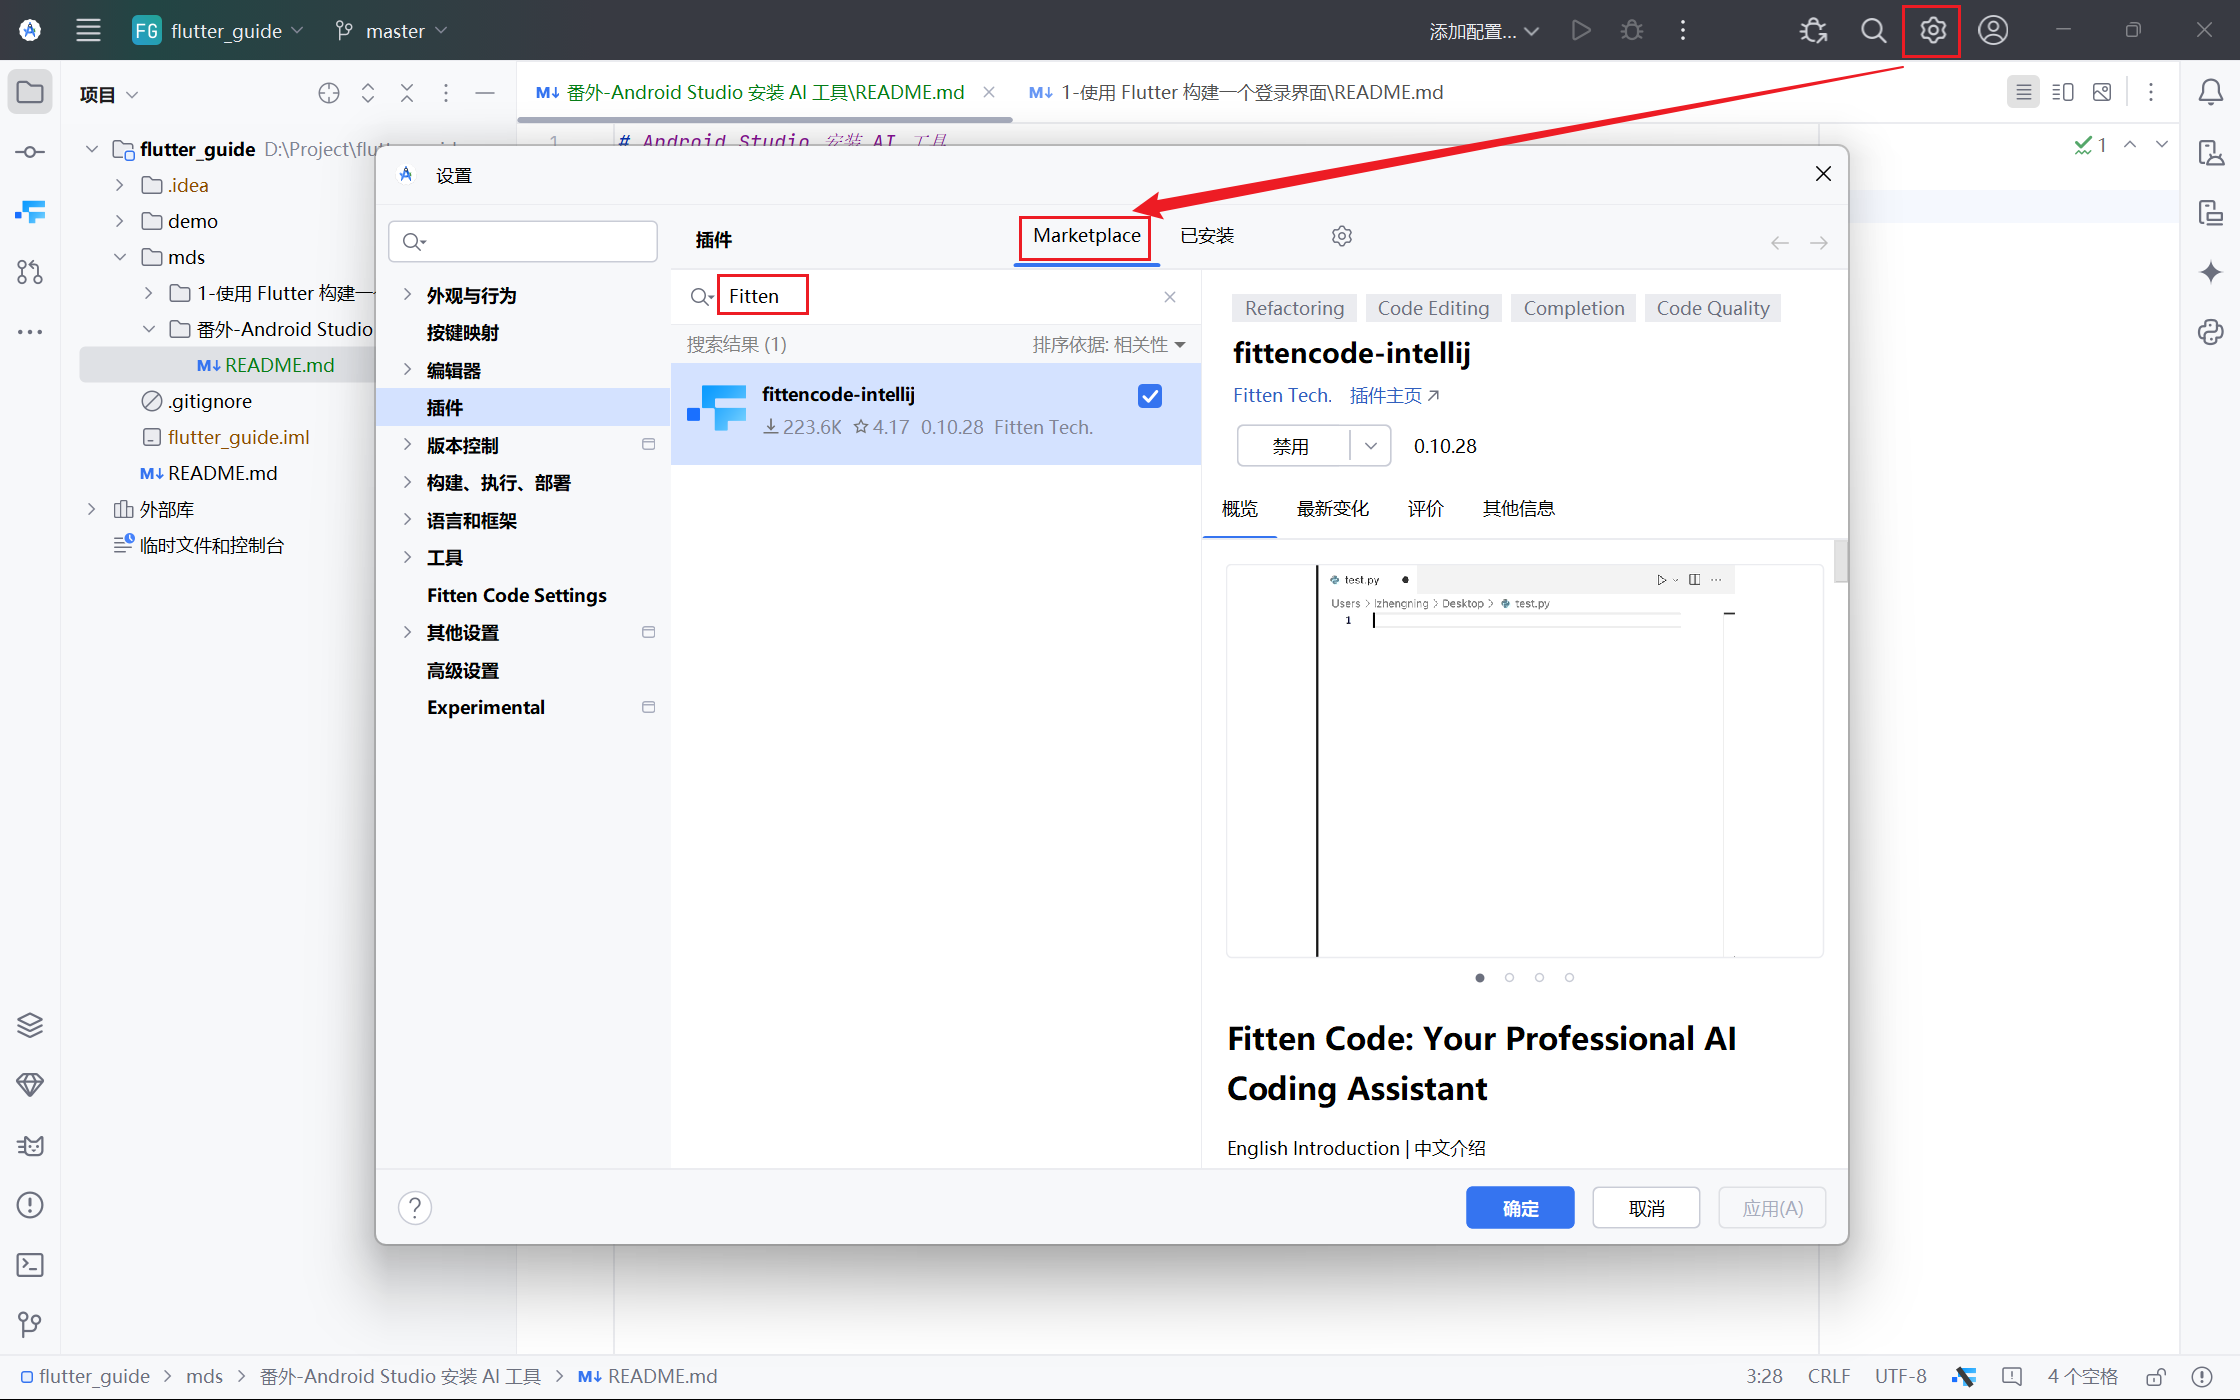 FG flutter_guide master 添加配置...
项目
M↓ 番外-Android Studio 安装 AI 工具\README.md
M↓ 1-使用 Flutter 构建一个登录界面\README.md
flutter_guide D:\Project\flu
.idea
demo
mds
1-使用 Flutter 构建一
番外-Android Studio
M↓ README.md
.gitignore
flutter_guide.iml
M↓ README.md
外部库
临时文件和控制台
1 # Android Studio 安装 AI 工具
1
设置
外观与行为
按键映射
编辑器
插件
版本控制
构建、执行、部署
语言和框架
工具
Fitten Code Settings
其他设置
高级设置
Experimental
插件 Marketplace 已安装
Fitten
搜索结果 (1) 排序依据: 相关性
fittencode-intellij
223.6K 4.17 0.10.28 Fitten Tech.
Refactoring Code Editing Completion Code Quality
fittencode-intellij
Fitten Tech. 插件主页
禁用 0.10.28
概览 最新变化 评价 其他信息
test.py
Users > lzhengning > Desktop > test.py
1
Fitten Code: Your Professional AI
Coding Assistant
English Introduction | 中文介绍
? 确定 取消 应用(A)
flutter_guide > mds > 番外-Android Studio 安装 AI 工具 > M↓ README.md
3:28 CRLF UTF-8 4 个空格